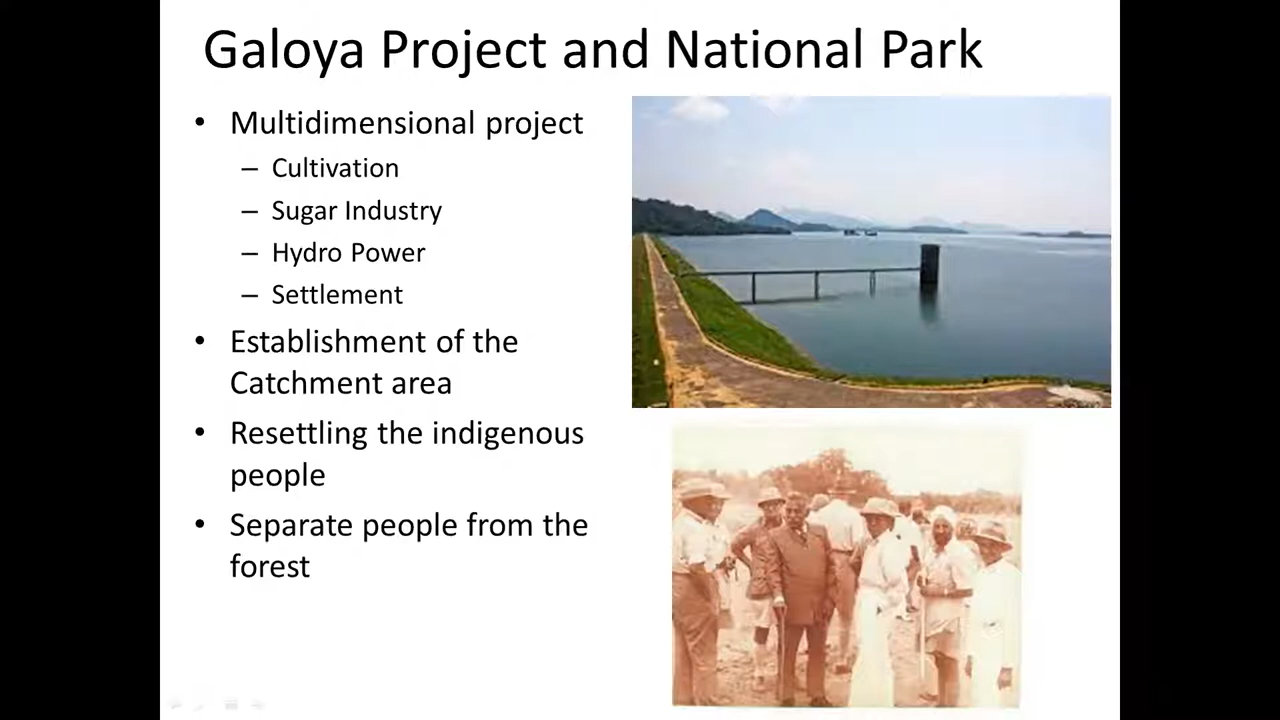 Galoya Project and National Park
• Multidimensional project
– Cultivation
– Sugar Industry
– Hydro Power
– Settlement
• Establishment of the
Catchment area
• Resettling the indigenous
people
• Separate people from the
forest